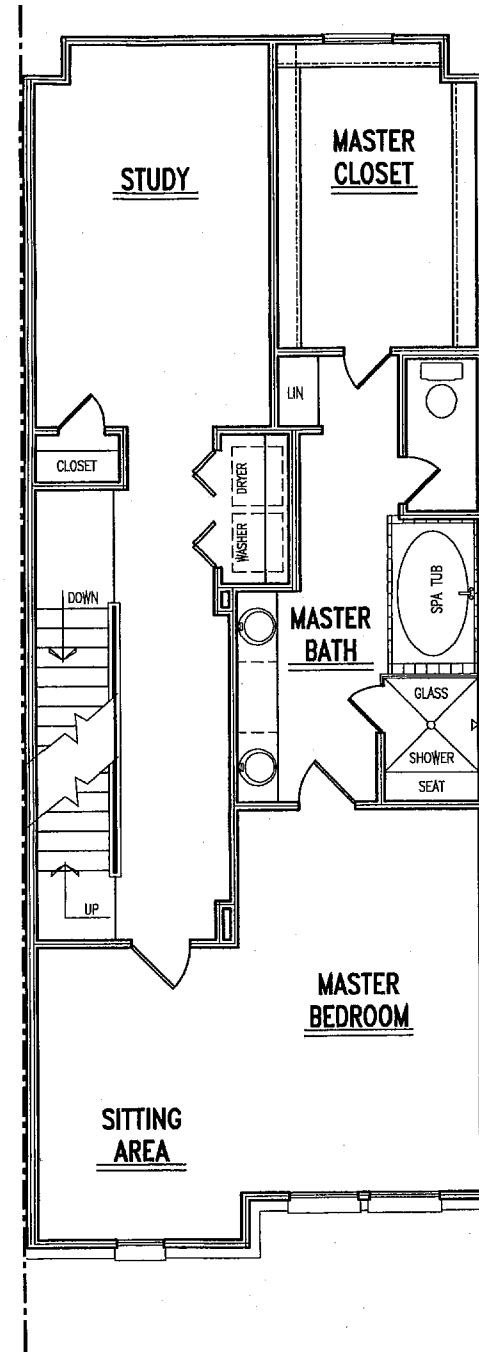 MASTER
CLOSET
STUDY
LIN
CLOSET
DRYER
WASHER
SPA TUB
DOWN
MASTER
BATH
GLASS
SHOWER
SEAT
UP
MASTER
BEDROOM
SITTING
AREA